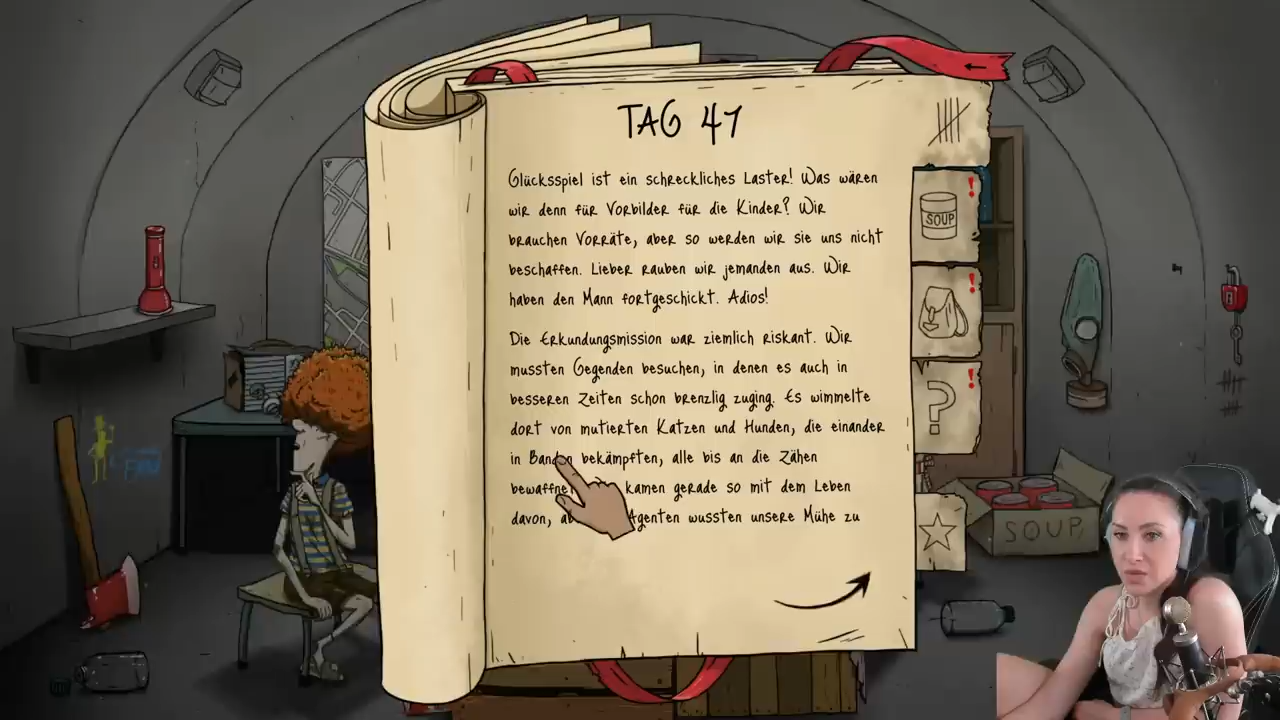 TAG 41
Glücksspiel ist ein schreckliches Laster! Was wären
wir denn für Vorbilder für die Kinder? Wir
brauchen Vorräte, aber so werden wir sie uns nicht
beschaffen. Lieber rauben wir jemanden aus. Wir
haben den Mann fortgeschickt. Adios!
Die Erkundungsmission war ziemlich riskant. Wir
mussten Gegenden besuchen, in denen es auch in
besseren Zeiten schon brenzlig zuging. Es wimmelte
dort von mutierten Katzen und Hunden, die einander
in Banden bekämpften, alle bis an die Zähen
kamen gerade so mit dem Leben
davon, Agenten wussten unsere Mühe zu
SOUP
!
!
?
!
SOUP